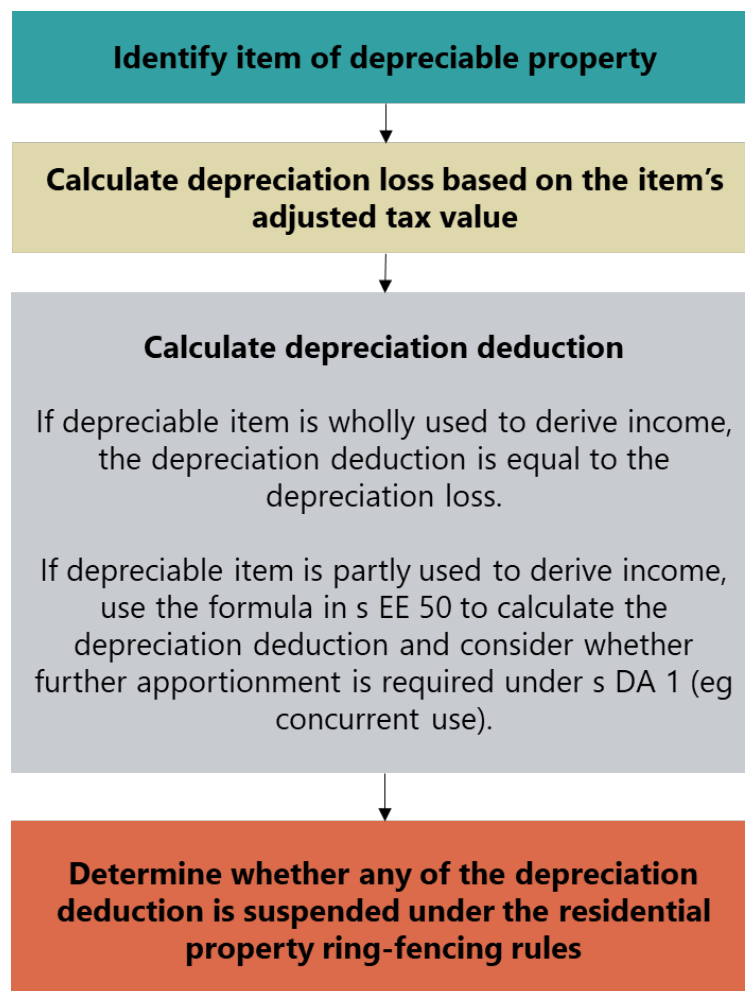 Identify item of depreciable property
Calculate depreciation loss based on the item’s
adjusted tax value
Calculate depreciation deduction
If depreciable item is wholly used to derive income,
the depreciation deduction is equal to the
depreciation loss.
If depreciable item is partly used to derive income,
use the formula in s EE 50 to calculate the
depreciation deduction and consider whether
further apportionment is required under s DA 1 (eg
concurrent use).
Determine whether any of the depreciation
deduction is suspended under the residential
property ring-fencing rules